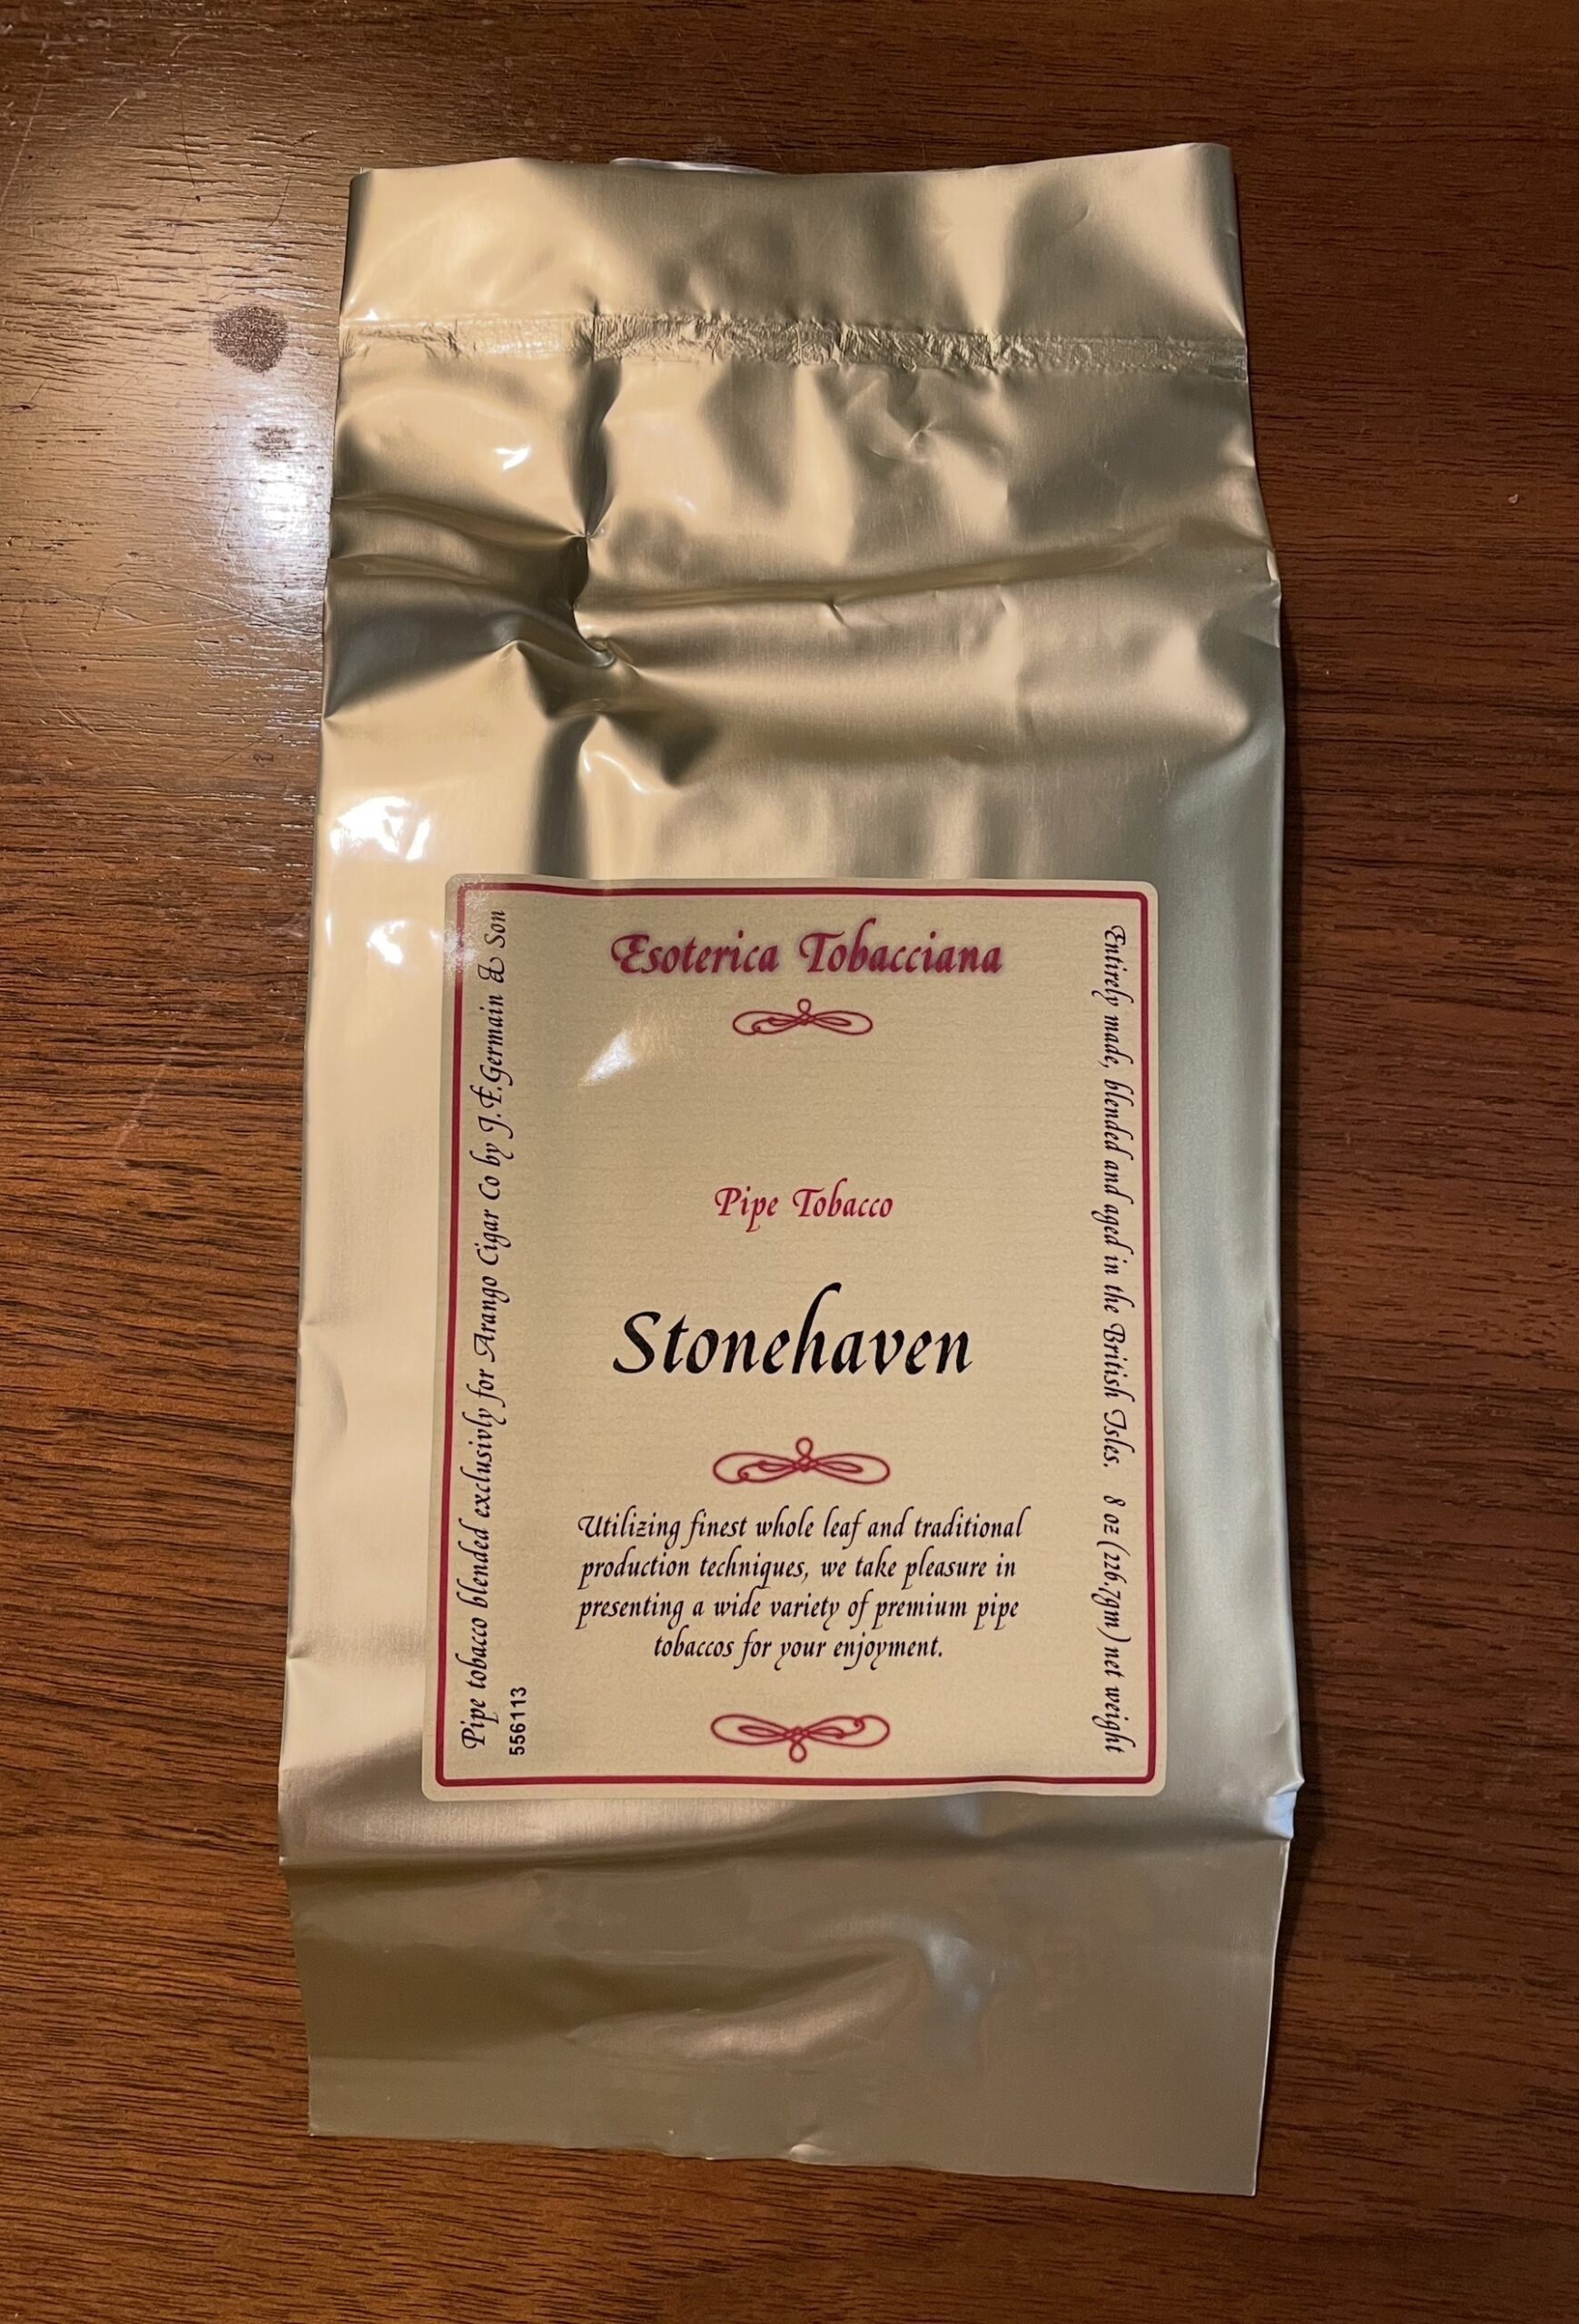 Esoterica Tobacciana
Pipe Tobacco
Stonehaven
Utilizing finest whole leaf and traditional
production techniques, we take pleasure in
presenting a wide variety of premium pipe
tobaccos for your enjoyment.
Pipe tobacco blended exclusivly for Arango Cigar Co by J.F.Germain & Son
556113
Entirely made, blended and aged in the British Isles. 8 oz (226.7gm) net weight